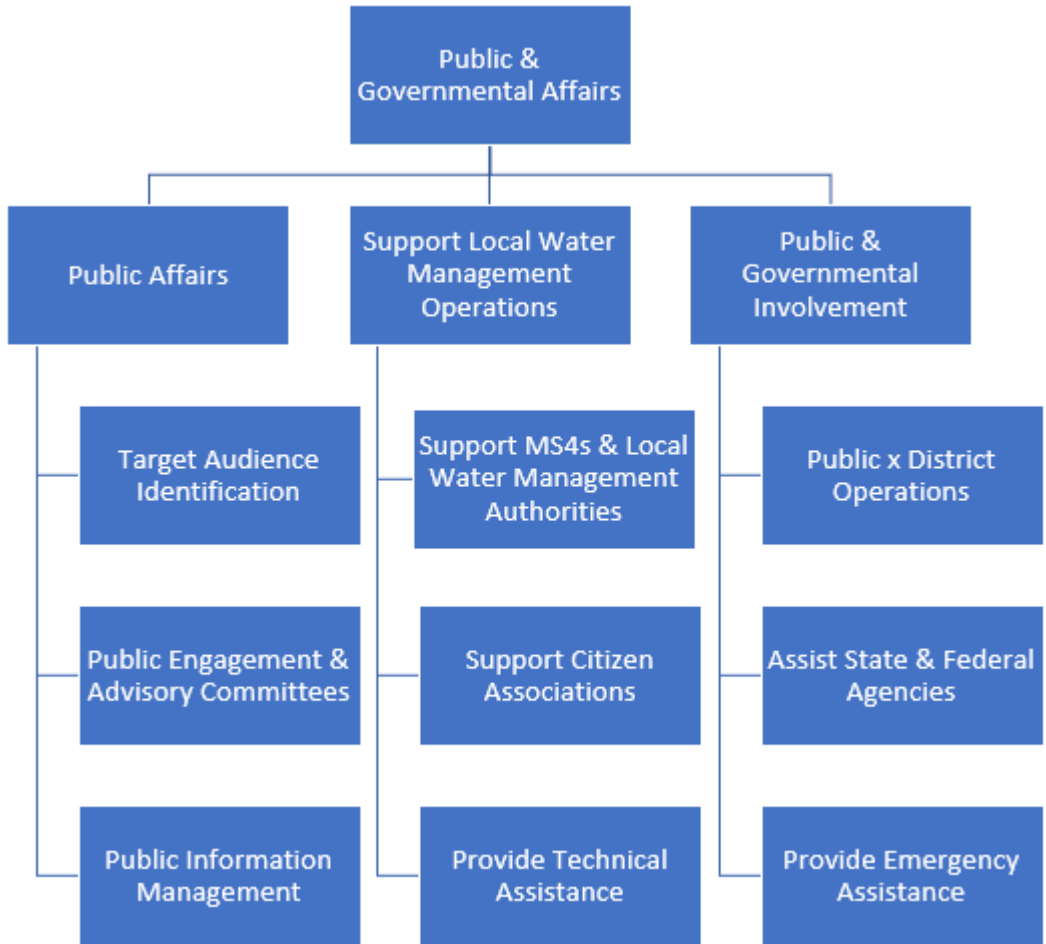 Public &
Governmental Affairs
Public Affairs
Support Local Water
Management
Operations
Public &
Governmental
Involvement
Target Audience
Identification
Support MS4s & Local
Water Management
Authorities
Public x District
Operations
Public Engagement &
Advisory Committees
Support Citizen
Associations
Assist State & Federal
Agencies
Public Information
Management
Provide Technical
Assistance
Provide Emergency
Assistance